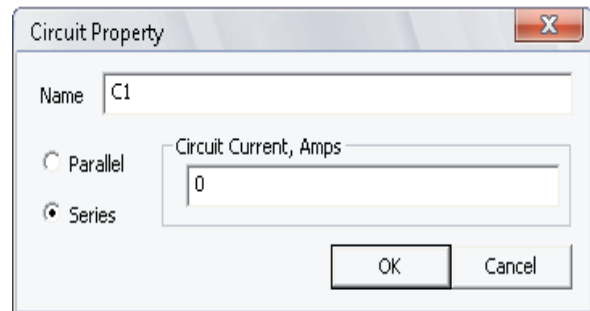 Circuit Property
Name C1
Parallel
Series
Circuit Current, Amps
0
OK Cancel